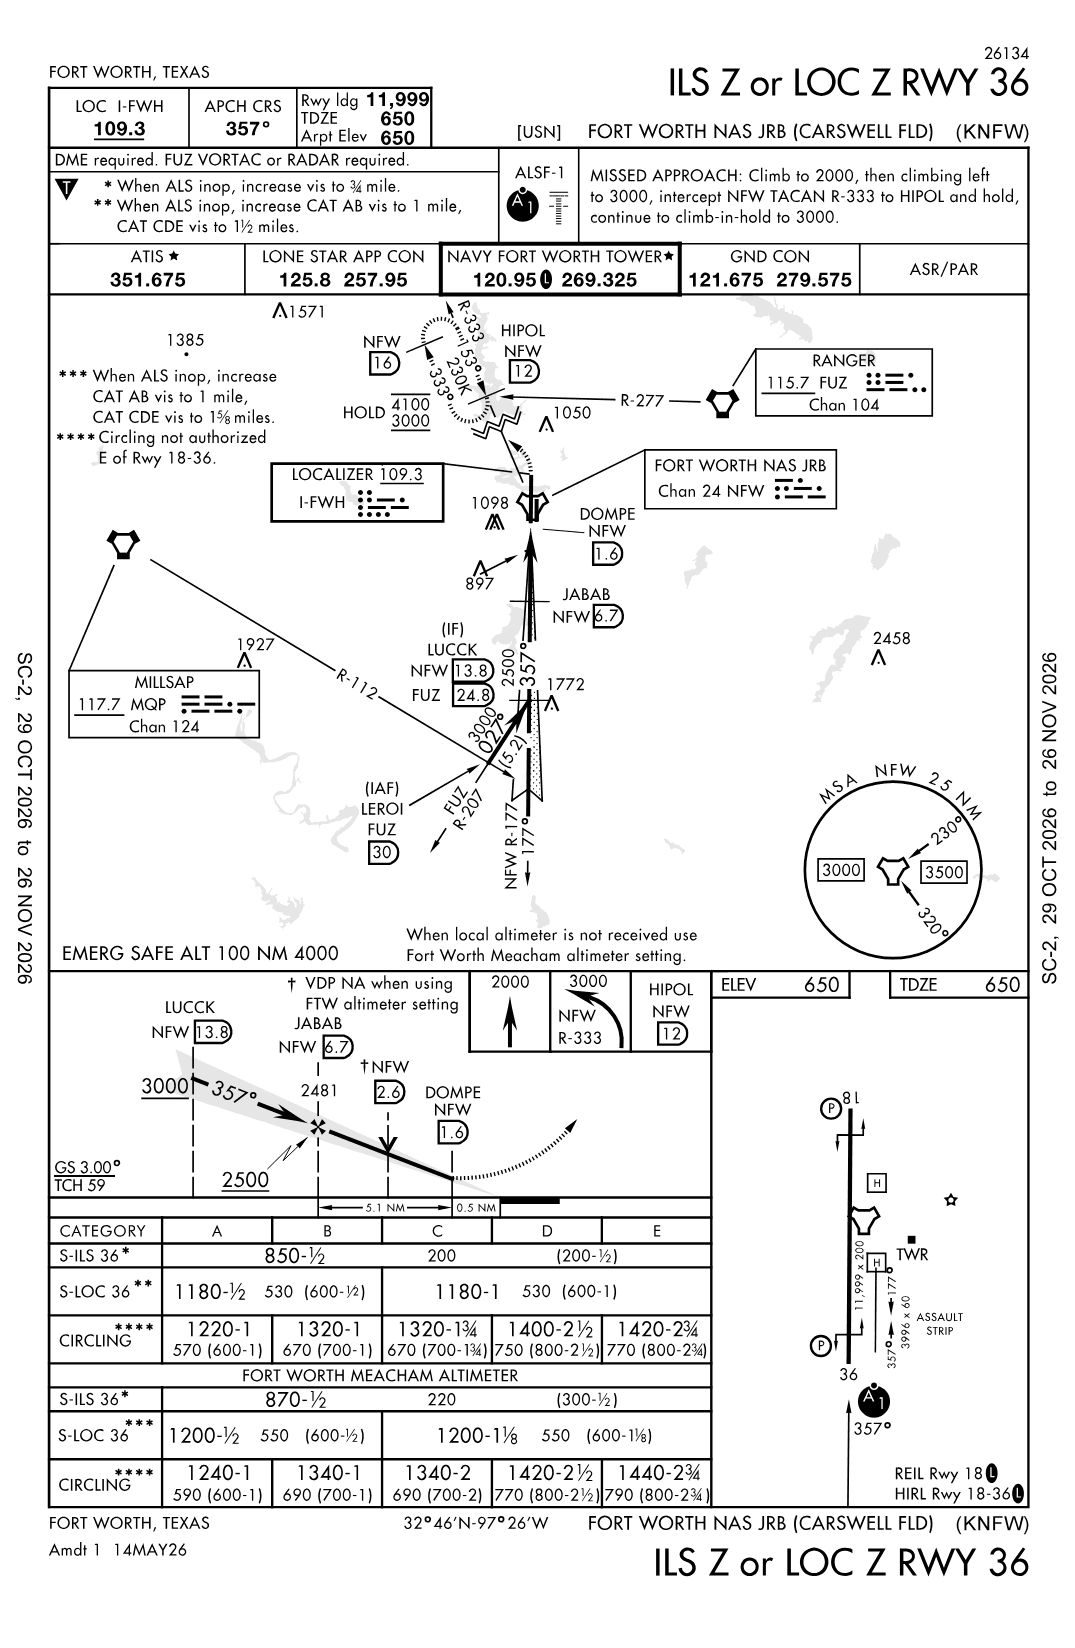 26134
FORT WORTH, TEXAS
ILS Z or LOC Z RWY 36
LOC I-FWH
109.3
APCH CRS
357°
Rwy ldg 11,999
TDZE 650
Arpt Elev 650
[USN] FORT WORTH NAS JRB (CARSWELL FLD) (KNFW)
DME required. FUZ VORTAC or RADAR required.
T
* When ALS inop, increase vis to ¾ mile.
** When ALS inop, increase CAT AB vis to 1 mile,
CAT CDE vis to 1½ miles.
ALSF-1
A1
MISSED APPROACH: Climb to 2000, then climbing left
to 3000, intercept NFW TACAN R-333 to HIPOL and hold,
continue to climb-in-hold to 3000.
ATIS ★
351.675
LONE STAR APP CON
125.8 257.95
NAVY FORT WORTH TOWER★
120.95 L 269.325
GND CON
121.675 279.575
ASR/PAR
1571
1385
*** When ALS inop, increase
CAT AB vis to 1 mile,
CAT CDE vis to 1⅝ miles.
**** Circling not authorized
E of Rwy 18-36.
NFW
16
R-333
153°
230K
333°
HIPOL
NFW
12
HOLD 4100
3000
R-277
1050
RANGER
115.7 FUZ
Chan 104
LOCALIZER 109.3
I-FWH
FORT WORTH NAS JRB
Chan 24 NFW
1098
DOMPE
NFW
1.6
897
JABAB
NFW 6.7
(IF)
LUCCK
NFW 13.8
FUZ 24.8
2500
357°
1772
2458
1927
MILLSAP
117.7 MQP
Chan 124
R-112
3000
027°
(5.2)
(IAF)
LEROI
FUZ
30
FUZ
R-207
NFW R-177
177°
MSA NFW 25 NM
230°
3000
3500
320°
EMERG SAFE ALT 100 NM 4000
When local altimeter is not received use
Fort Worth Meacham altimeter setting.
SC-2, 29 OCT 2026 to 26 NOV 2026
SC-2, 29 OCT 2026 to 26 NOV 2026
† VDP NA when using
FTW altimeter setting
LUCCK
NFW 13.8
JABAB
NFW 6.7
†NFW
2.6
DOMPE
NFW
1.6
2000
3000
NFW
R-333
HIPOL
NFW
12
3000
357°
2481
2500
GS 3.00°
TCH 59
5.1 NM
0.5 NM
ELEV 650
TDZE 650
CATEGORY A B C D E
S-ILS 36* 850-½ 200 (200-½)
S-LOC 36** 1180-½ 530 (600-½) 1180-1 530 (600-1)
CIRCLING**** 1220-1 1320-1 1320-1¾ 1400-2½ 1420-2¾
570 (600-1) 670 (700-1) 670 (700-1¾) 750 (800-2½) 770 (800-2¾)
FORT WORTH MEACHAM ALTIMETER
S-ILS 36* 870-½ 220 (300-½)
S-LOC 36*** 1200-½ 550 (600-½) 1200-1⅛ 550 (600-1⅛)
CIRCLING**** 1240-1 1340-1 1340-2 1420-2½ 1440-2¾
590 (600-1) 690 (700-1) 690 (700-2) 770 (800-2½) 790 (800-2¾)
P
18
H
TWR
H
11,999 x 200
177°
357°
3996 x 60
ASSAULT
STRIP
P
36
A1
357°
REIL Rwy 18 L
HIRL Rwy 18-36 L
FORT WORTH, TEXAS
32°46'N-97°26'W
FORT WORTH NAS JRB (CARSWELL FLD) (KNFW)
Amdt 1 14MAY26
ILS Z or LOC Z RWY 36